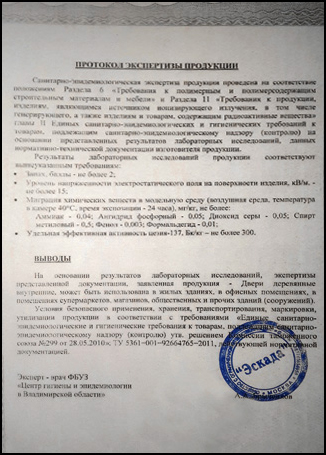 ПРОТОКОЛ ЭКСПЕРТИЗЫ ПРОДУКЦИИ
Санитарно-эпидемиологическая экспертиза продукции проведена на соответствие
положениям Раздела 6 «Требования к полимерным и полимерсодержащим
строительным материалам и мебели» к Раздела 11 «Требования к продукции,
изделиям, являющимся источником ионизирующего излучения, в том числе
генерирующего, а также изделиям и товарам, содержащим радиоактивные вещества»
главы II Единых санитарно-эпидемиологических и гигиенических требований к
товарам, подлежащим санитарно-эпидемиологическому надзору (контролю) на
основании представленных результатов лабораторных исследований, данных
нормативно-технической документации изготовителя продукции.
Результаты лабораторных исследований продукции соответствуют
вышеуказанным требованиям:
Запах, баллы - не более 2;
Уровень напряженности электростатического поля на поверхности изделия, кВ/м. -
не более 15;
Миграция химических веществ в модельную среду (воздушная среда, температура
в камере 40°С, время экспозиции - 24 часа), мг/м³, не более:
Аммиак - 0,04; Ангидрид фосфорный - 0,05; Диоксид серы - 0,05; Спирт
метиловый - 0,5; Фенол - 0,003; Формальдегид - 0,01;
Удельная эффективная активность цезия-137, Бк/кг – не более 300.
ВЫВОДЫ
На основании результатов лабораторных исследований, экспертизы
представленной документации, заявленная продукция - Двери деревянные
внутренние, может быть использована в жилых зданиях, в офисных помещениях, в
помещениях супермаркетов, магазинов, общественных и прочих зданий (сооружений).
Условия безопасного применения, хранения, транспортирования, маркировки,
утилизации продукции в соответствии с требованиями «Единые санитарно-
эпидемиологические и гигиенические требования к товарам, подлежащим санитарно-
эпидемиологическому надзору (контролю) утв. решением таможенного
союза №299 от 28.05.2010г.; ТУ 5361-001-92664765-2011, нормативной
документацией.
Эксперт - врач ФБУЗ
«Центр гигиены и эпидемиологии
в Владимирской области»
"Эскада"